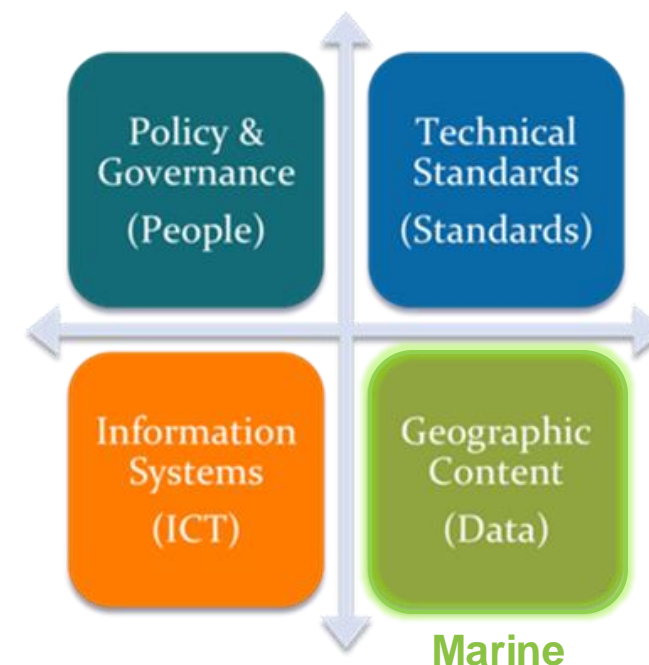 Policy &
Governance
(People)
Technical
Standards
(Standards)
Information
Systems
(ICT)
Geographic
Content
(Data)
Marine